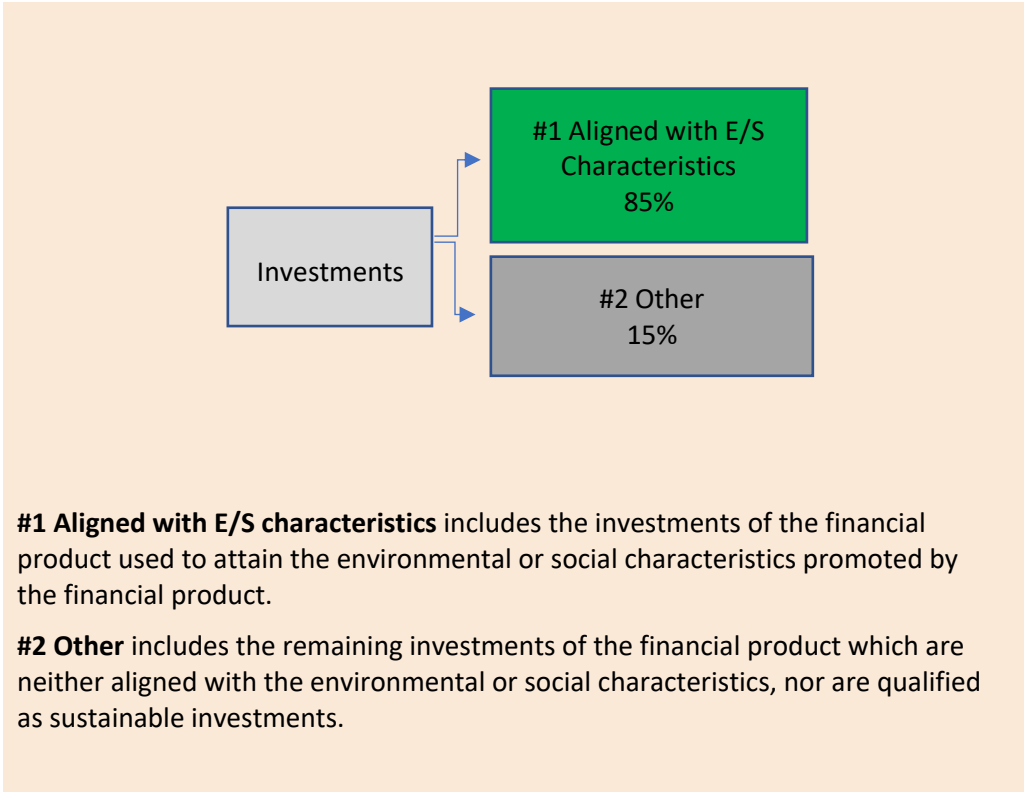 #1 Aligned with E/S
Characteristics
85%
Investments
#2 Other
15%
#1 Aligned with E/S characteristics includes the investments of the financial
product used to attain the environmental or social characteristics promoted by
the financial product.
#2 Other includes the remaining investments of the financial product which are
neither aligned with the environmental or social characteristics, nor are qualified
as sustainable investments.